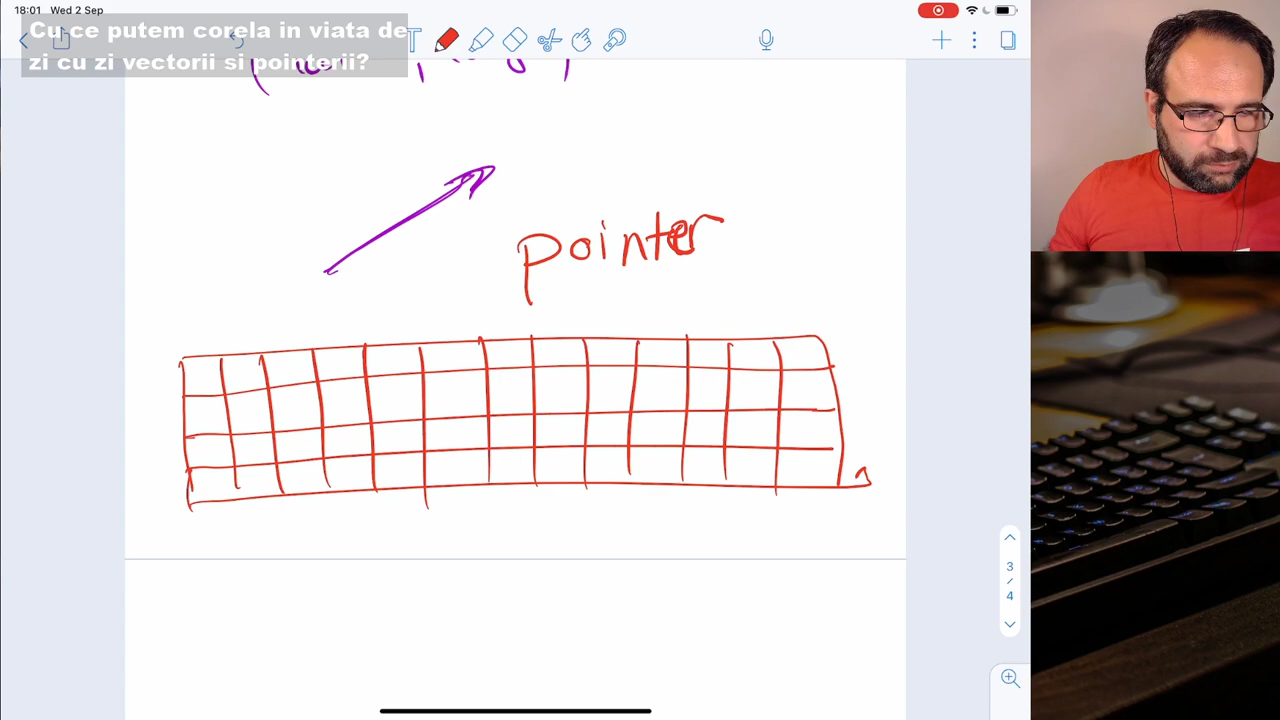 18:01 Wed 2 Sep
Cu ce putem corela in viata de
zi cu zi vectorii si pointerii?
T
pointer
3
/
4